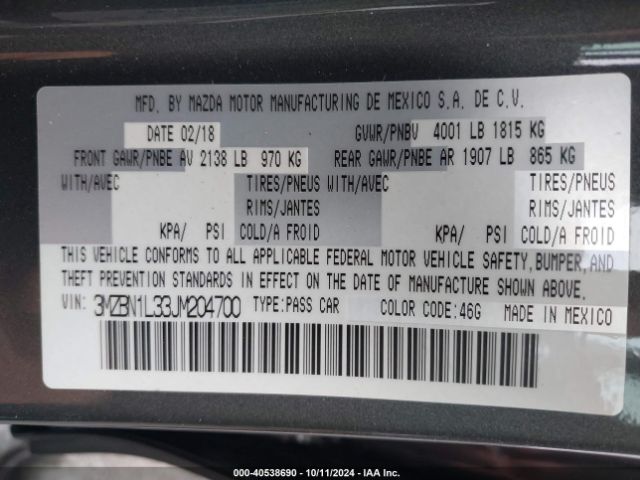 MFD. BY MAZDA MOTOR MANUFACTURING DE MEXICO S.A. DE C.V.
DATE 02/18 GVWR/PNBV 4001 LB 1815 KG
FRONT GAWR/PNBE AV 2138 LB 970 KG REAR GAWR/PNBE AR 1907 LB 865 KG
WITH/AVEC TIRES/PNEUS WITH/AVEC TIRES/PNEUS
RIMS/JANTES RIMS/JANTES
KPA/ PSI COLD/A FROID KPA/ PSI COLD/A FROID
THIS VEHICLE CONFORMS TO ALL APPLICABLE FEDERAL MOTOR VEHICLE SAFETY, BUMPER, AND
THEFT PREVENTION STANDARDS IN EFFECT ON THE DATE OF MANUFACTURE SHOWN ABOVE.
VIN: 3MZBN1L33JM204700 TYPE:PASS CAR COLOR CODE:46G MADE IN MEXICO
000-40538690 - 10/11/2024 - IAA Inc.